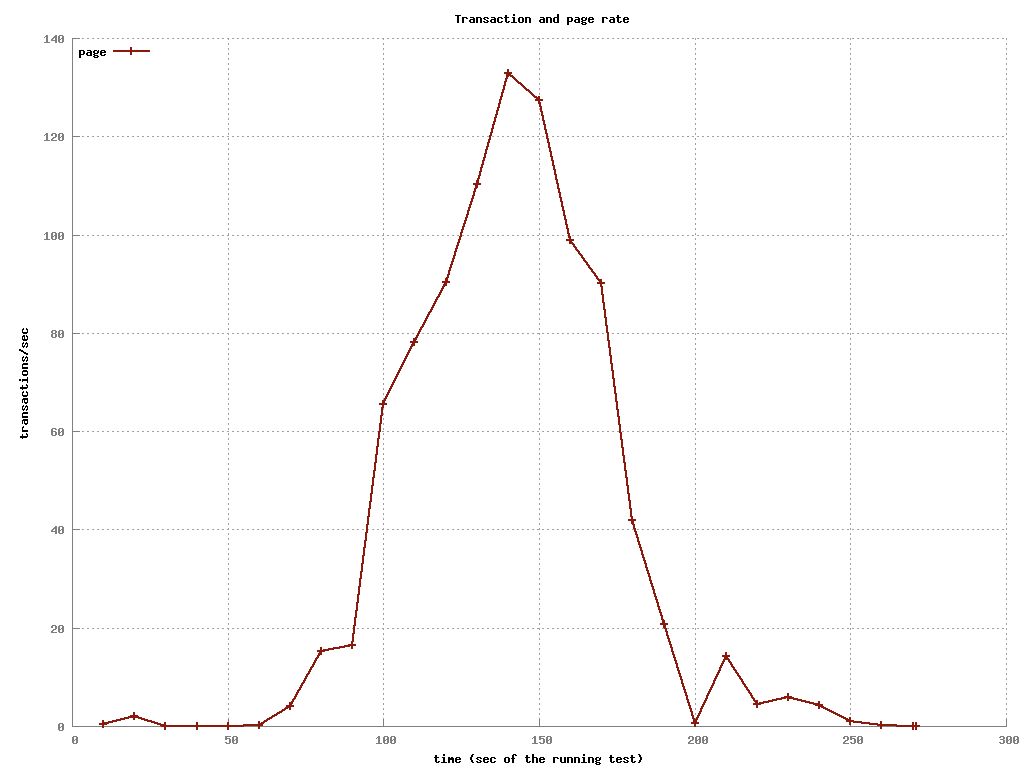 Transaction and page rate
140
page
120
100
80
60
40
20
0
transactions/sec
0 50 100 150 200 250 300
time (sec of the running test)